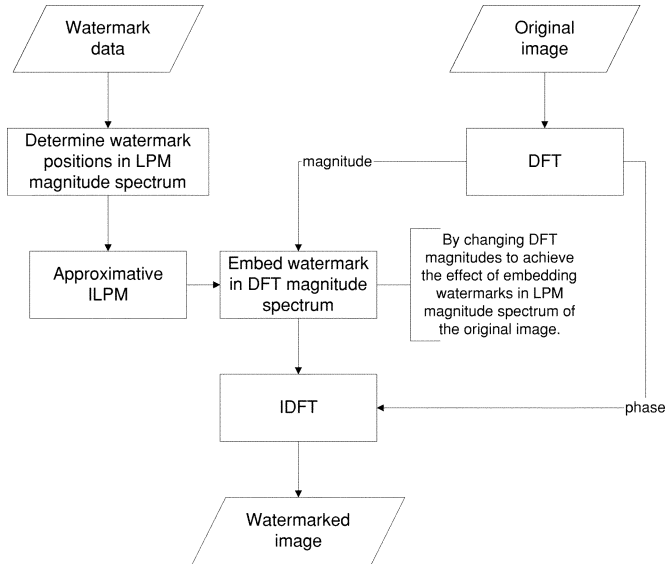 Watermark
data
Original
image
Determine watermark
positions in LPM
magnitude spectrum
magnitude
DFT
Approximative
ILPM
Embed watermark
in DFT magnitude
spectrum
By changing DFT
magnitudes to achieve
the effect of embedding
watermarks in LPM
magnitude spectrum of
the original image.
IDFT
phase
Watermarked
image